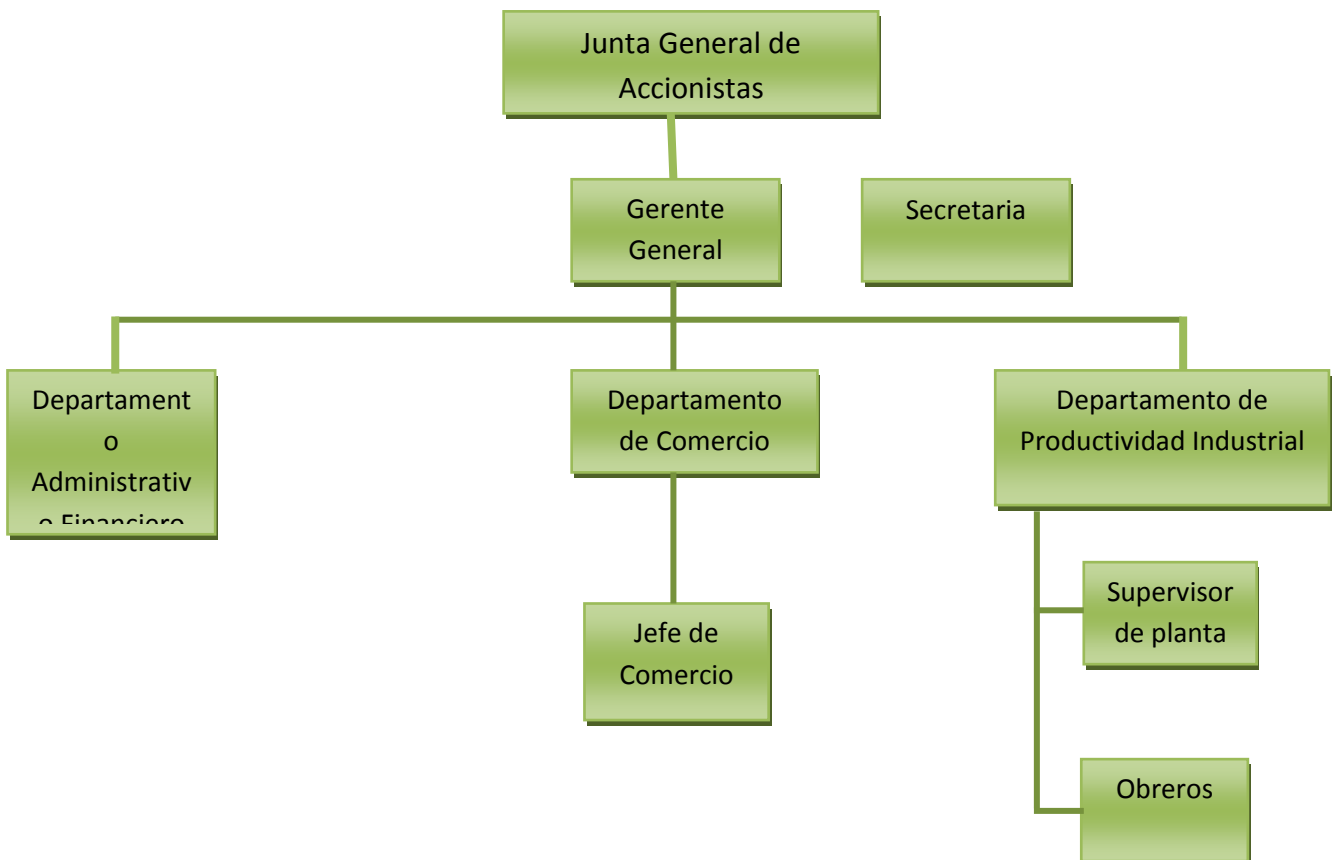 Junta General de
Accionistas
Gerente
General
Secretaria
Departament
o
Administrativ
o Financiero
Departamento
de Comercio
Departamento de
Productividad Industrial
Jefe de
Comercio
Supervisor
de planta
Obreros